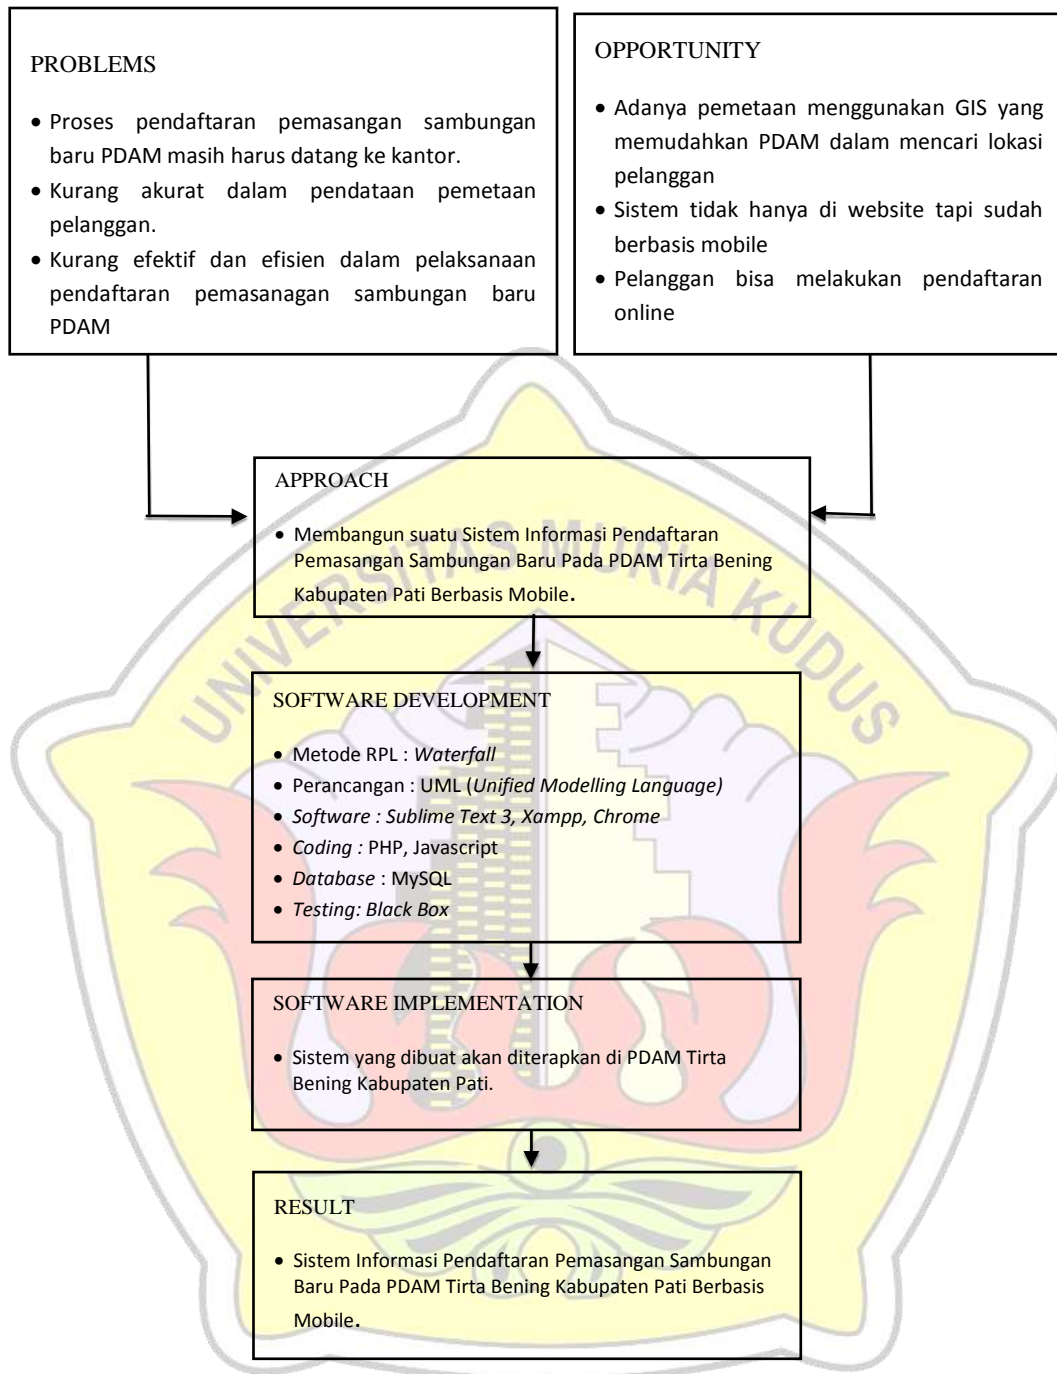 PROBLEMS
• Proses pendaftaran pemasangan sambungan
baru PDAM masih harus datang ke kantor.
• Kurang akurat dalam pendataan pemetaan
pelanggan.
• Kurang efektif dan efisien dalam pelaksanaan
pendaftaran pemasanagan sambungan baru
PDAM
OPPORTUNITY
• Adanya pemetaan menggunakan GIS yang
memudahkan PDAM dalam mencari lokasi
pelanggan
• Sistem tidak hanya di website tapi sudah
berbasis mobile
• Pelanggan bisa melakukan pendaftaran
online
APPROACH
• Membangun suatu Sistem Informasi Pendaftaran
Pemasangan Sambungan Baru Pada PDAM Tirta Bening
Kabupaten Pati Berbasis Mobile.
UNIVERSITAS MURIA KUDUS
SOFTWARE DEVELOPMENT
• Metode RPL : Waterfall
• Perancangan : UML (Unified Modelling Language)
• Software : Sublime Text 3, Xampp, Chrome
• Coding : PHP, Javascript
• Database : MySQL
• Testing: Black Box
SOFTWARE IMPLEMENTATION
• Sistem yang dibuat akan diterapkan di PDAM Tirta
Bening Kabupaten Pati.
RESULT
• Sistem Informasi Pendaftaran Pemasangan Sambungan
Baru Pada PDAM Tirta Bening Kabupaten Pati Berbasis
Mobile.